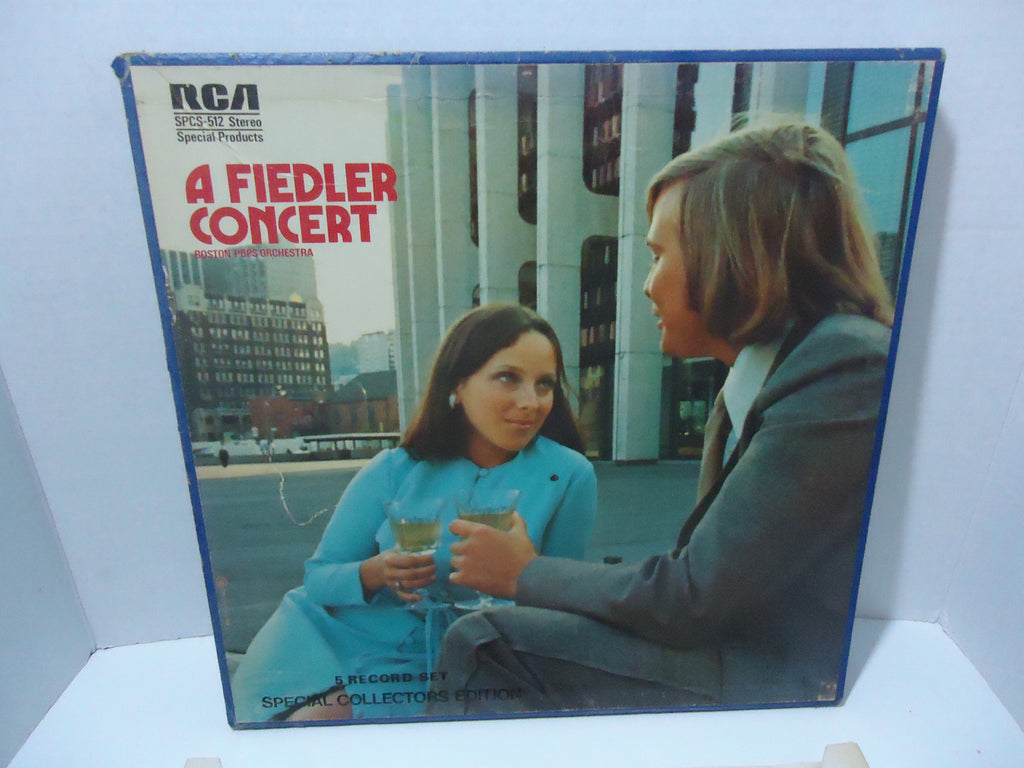 RCA
SPCS-512 Stereo
Special Products
A FIEDLER
CONCERT
BOSTON POPS ORCHESTRA
5 RECORD SET
SPECIAL COLLECTORS EDITION